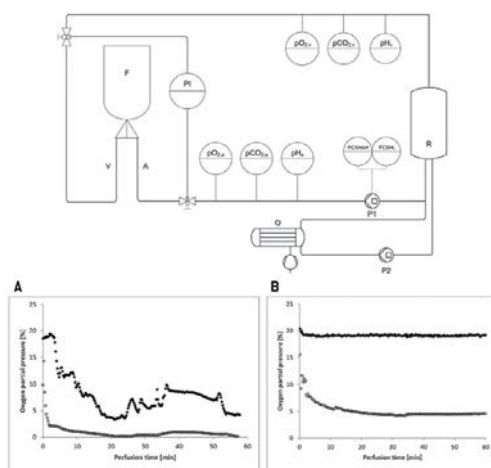 pO₂,ᵥ pCO₂,ᵥ pHᵥ
F
PI
R
V A
pO₂,ₐ pCO₂,ₐ pHₐ
P1
O
P2
A
Oxygen partial pressure [%]
25
20
15
10
5
0
0 10 20 30 40 50 60
Perfusion time [min]
B
Oxygen partial pressure [%]
25
20
15
10
5
0
0 10 20 30 40 50 60
Perfusion time [min]